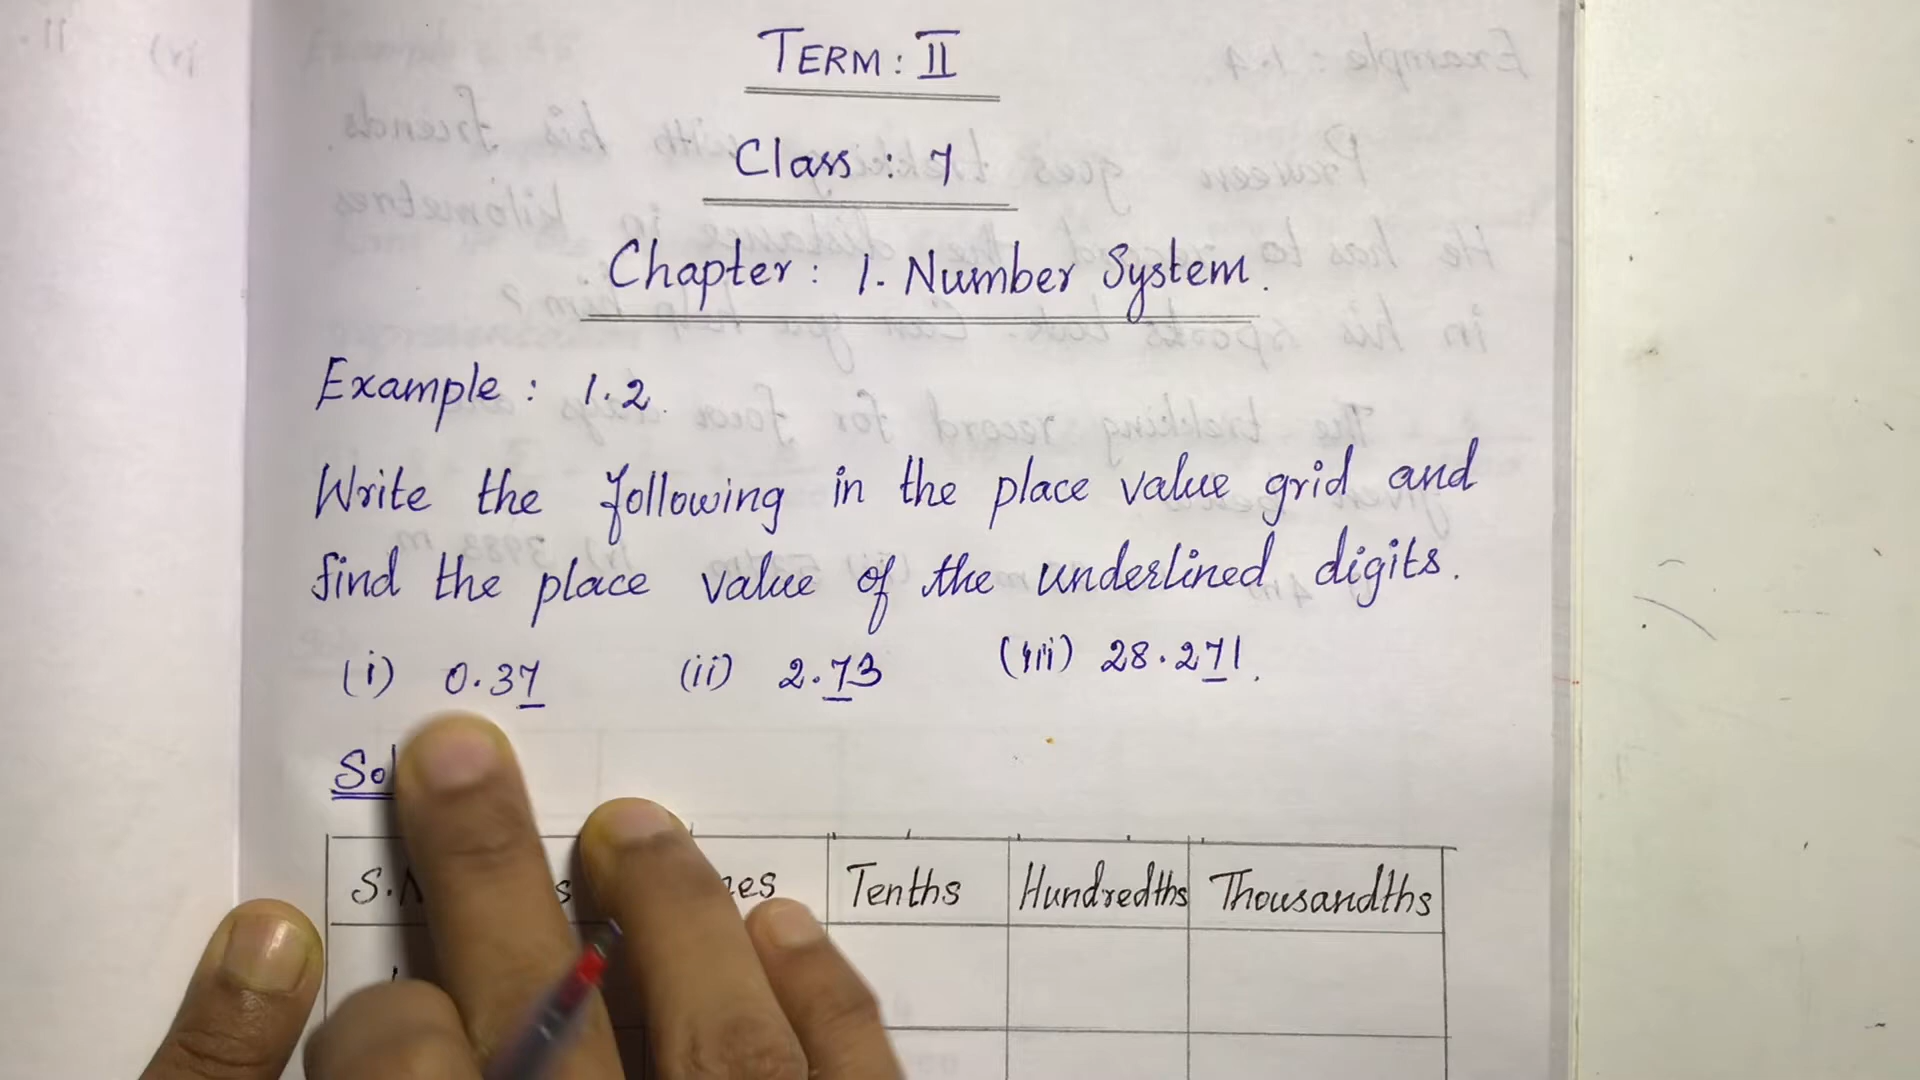 TERM : II
Class : 7
Chapter : 1. Number System.
Example : 1.2.
Write the following in the place value grid and
find the place value of the underlined digits.
(i) 0.37 (ii) 2.73 (iii) 28.271.
Tenths Hundredths Thousandths